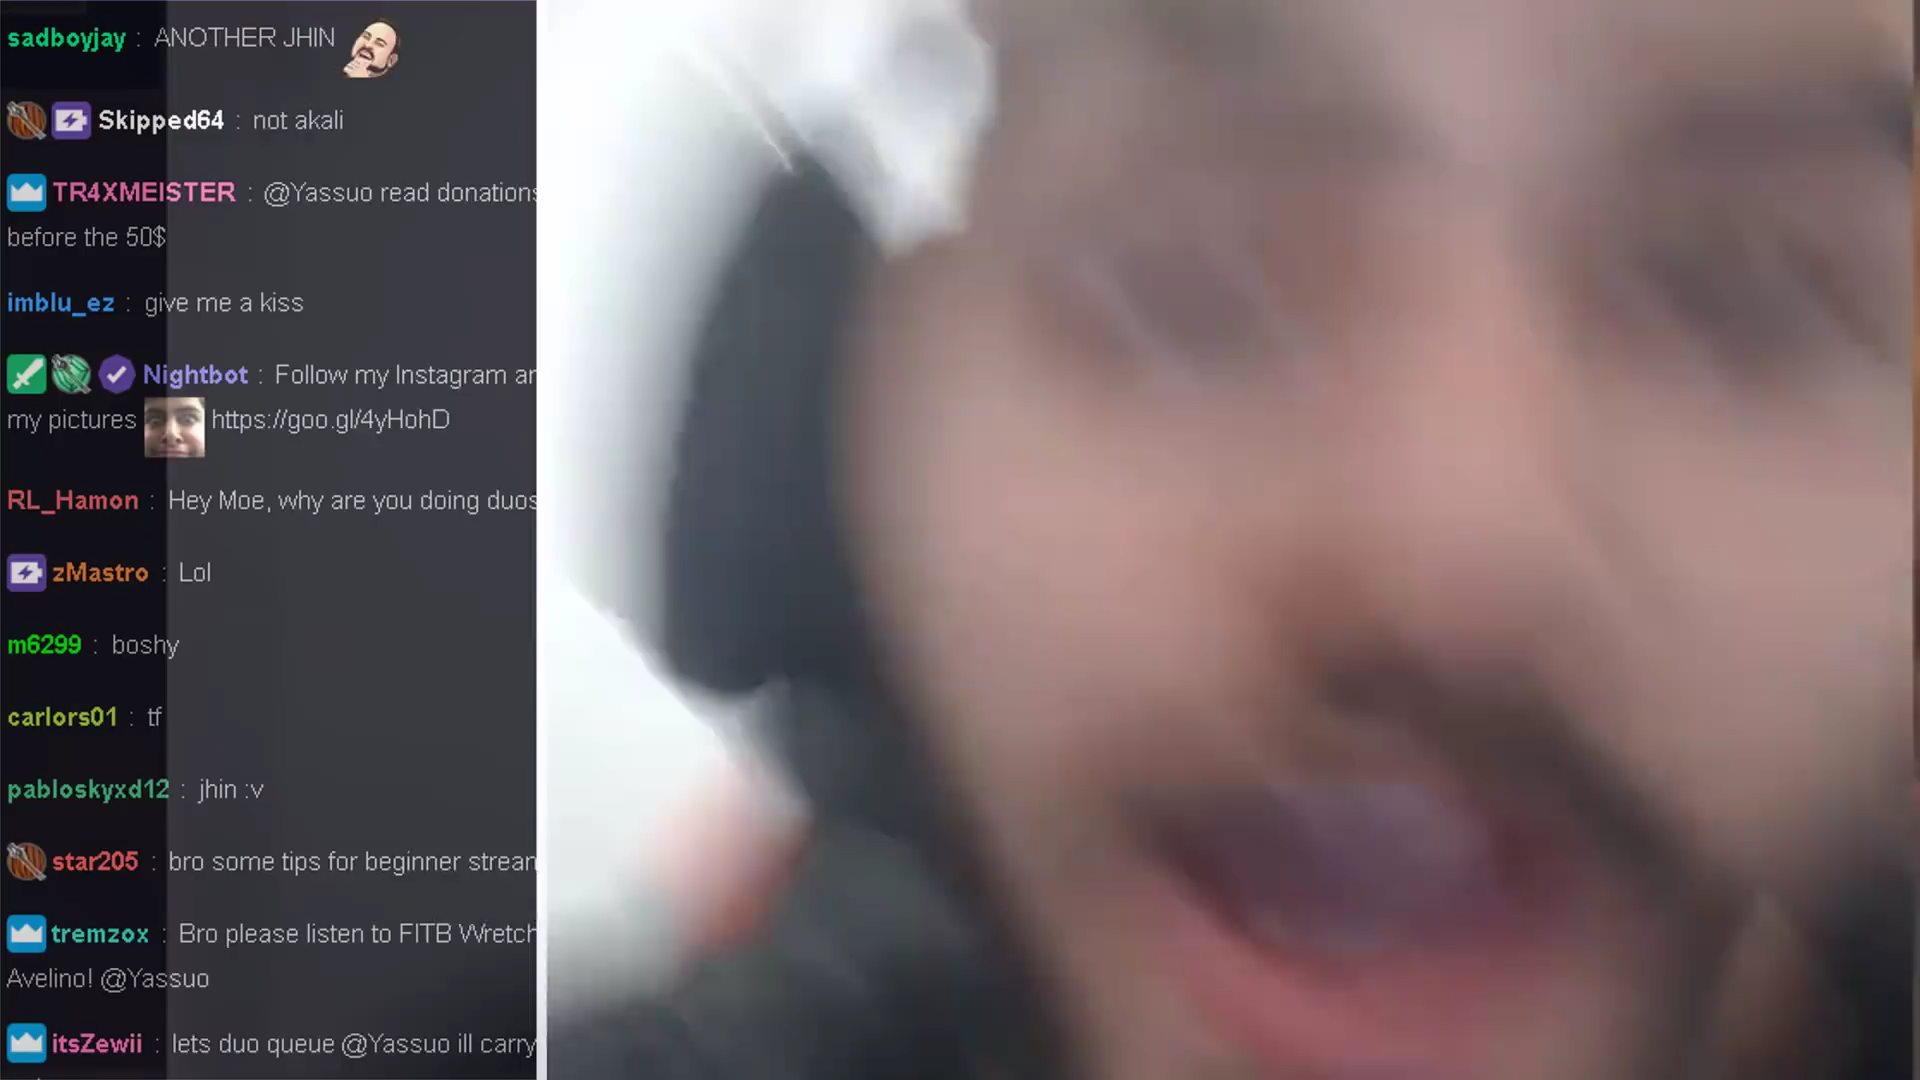 sadboyjay : ANOTHER JHIN
Skipped64 : not akali
TR4XMEISTER : @Yassuo read donations
before the 50$
imblu_ez : give me a kiss
Nightbot : Follow my Instagram
my pictures https://goo.gl/4yHohD
RL_Hamon : Hey Moe, why are you doing duos
zMastro : Lol
m6299 : boshy
carlors01 : tf
pabloskyxd12 : jhin :v
star205 : bro some tips for beginner
tremzox : Bro please listen to FITB Wretch
Avelino! @Yassuo
itsZewii : lets duo queue @Yassuo ill carry